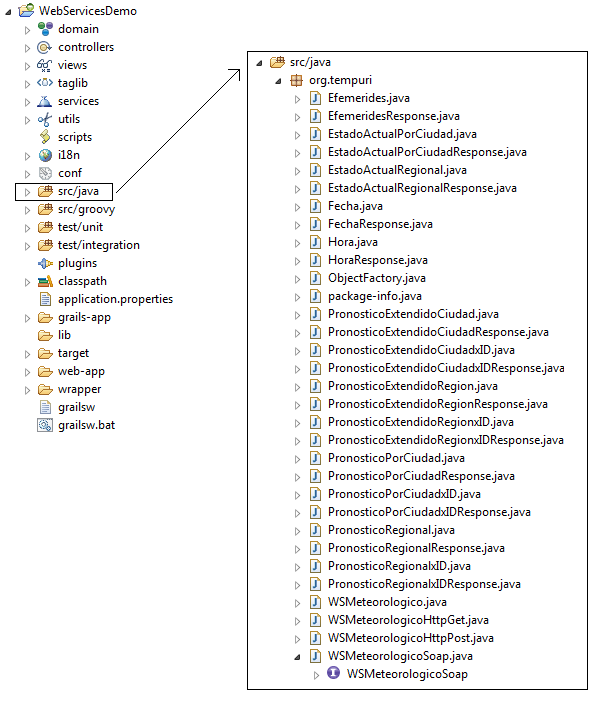 WebServicesDemo
domain
controllers
views
taglib
services
utils
scripts
i18n
conf
src/java
src/groovy
test/unit
test/integration
plugins
classpath
application.properties
grails-app
lib
target
web-app
wrapper
grailsw
grailsw.bat
src/java
org.tempuri
Efemerides.java
EfemeridesResponse.java
EstadoActualPorCiudad.java
EstadoActualPorCiudadResponse.java
EstadoActualRegional.java
EstadoActualRegionalResponse.java
Fecha.java
FechaResponse.java
Hora.java
HoraResponse.java
ObjectFactory.java
package-info.java
PronosticoExtendidoCiudad.java
PronosticoExtendidoCiudadResponse.java
PronosticoExtendidoCiudadxID.java
PronosticoExtendidoCiudadxIDResponse.java
PronosticoExtendidoRegion.java
PronosticoExtendidoRegionResponse.java
PronosticoExtendidoRegionxID.java
PronosticoExtendidoRegionxIDResponse.java
PronosticoPorCiudad.java
PronosticoPorCiudadResponse.java
PronosticoPorCiudadxID.java
PronosticoPorCiudadxIDResponse.java
PronosticoRegional.java
PronosticoRegionalResponse.java
PronosticoRegionalxID.java
PronosticoRegionalxIDResponse.java
WSMeteorologico.java
WSMeteorologicoHttpGet.java
WSMeteorologicoHttpPost.java
WSMeteorologicoSoap.java
WSMeteorologicoSoap